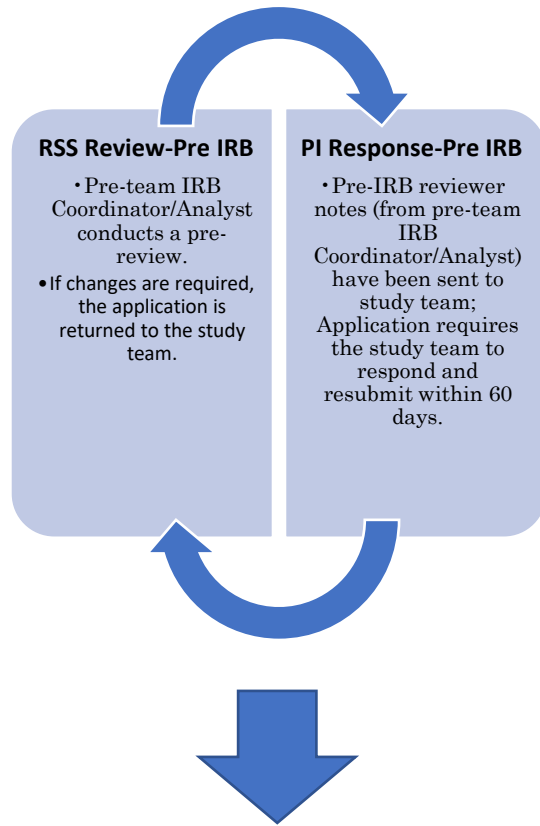 RSS Review-Pre IRB
• Pre-team IRB
Coordinator/Analyst
conducts a pre-
review.
• If changes are required,
the application is
returned to the study
team.
PI Response-Pre IRB
• Pre-IRB reviewer
notes (from pre-team
IRB
Coordinator/Analyst)
have been sent to
study team;
Application requires
the study team to
respond and
resubmit within 60
days.